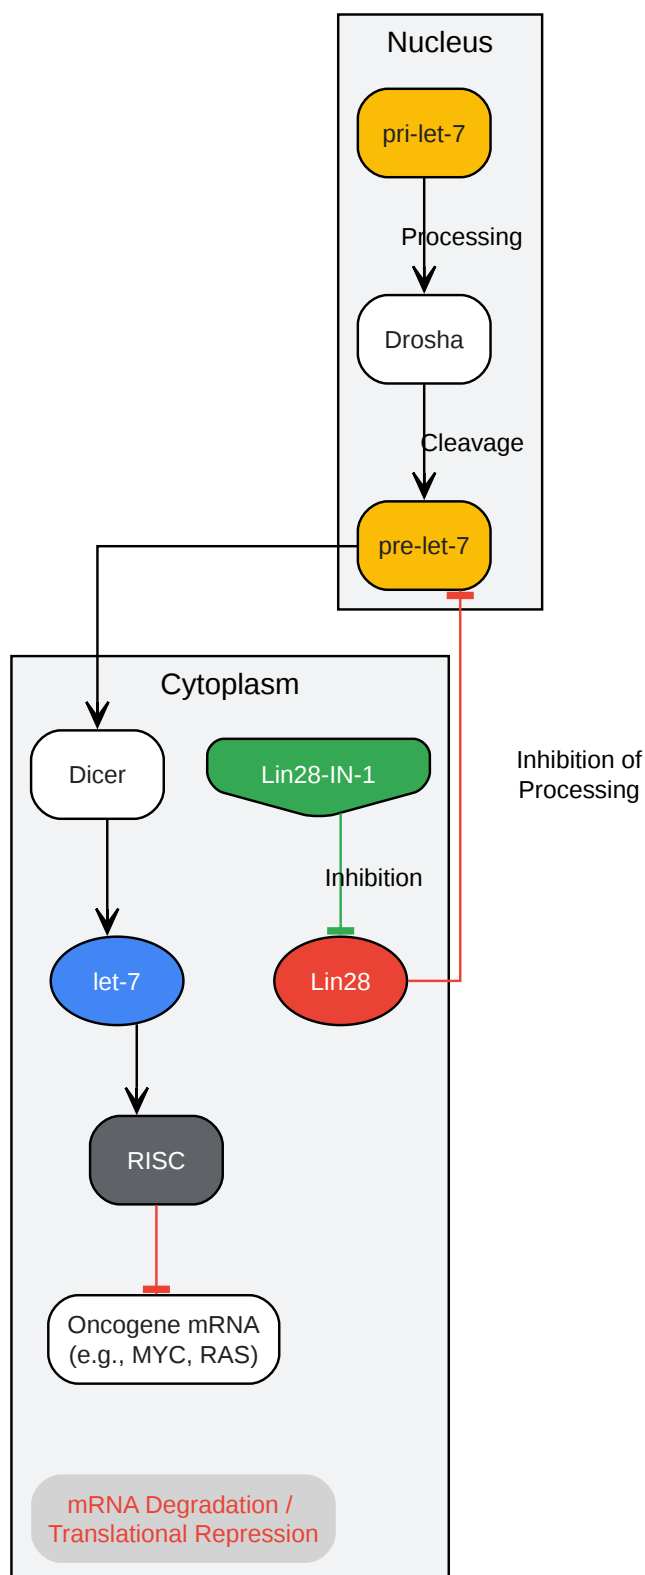 Nucleus
pri-let-7
Processing
Drosha
Cleavage
pre-let-7
Cytoplasm
Dicer
Lin28-IN-1
Inhibition of
Processing
Inhibition
let-7
Lin28
RISC
Oncogene mRNA
(e.g., MYC, RAS)
mRNA Degradation /
Translational Repression